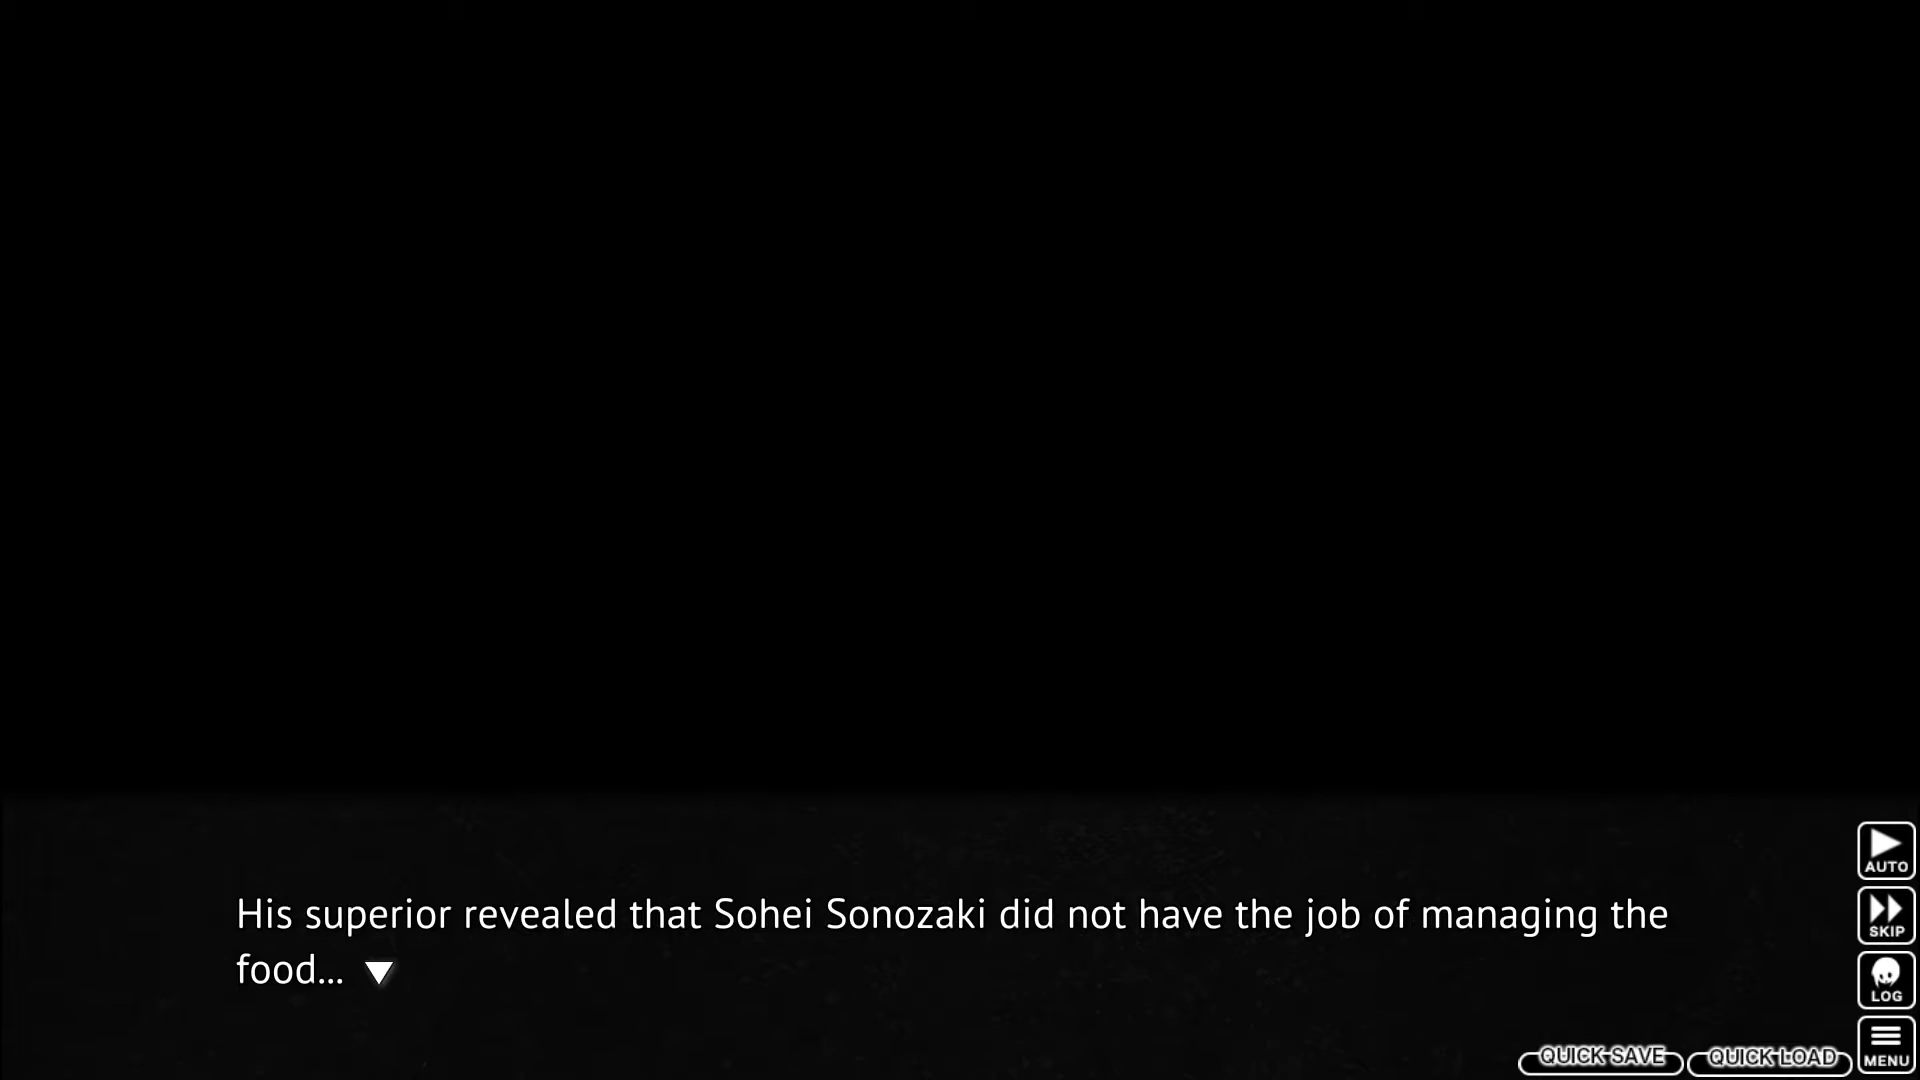 His superior revealed that Sohei Sonozaki did not have the job of managing the
food...
AUTO
SKIP
LOG
MENU
QUICK SAVE
QUICK LOAD